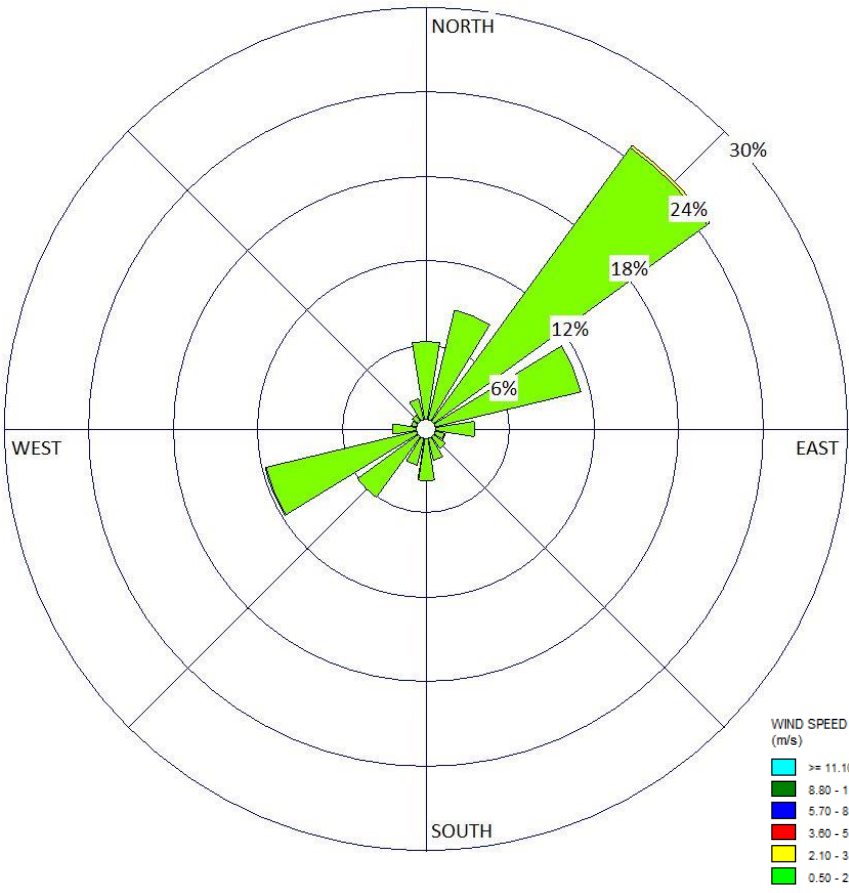 NORTH
30%
24%
18%
12%
6%
WEST
EAST
SOUTH
WIND SPEED
(m/s)
>= 11.10
8.80 - 1
5.70 - 8
3.60 - 5
2.10 - 3
0.50 - 2